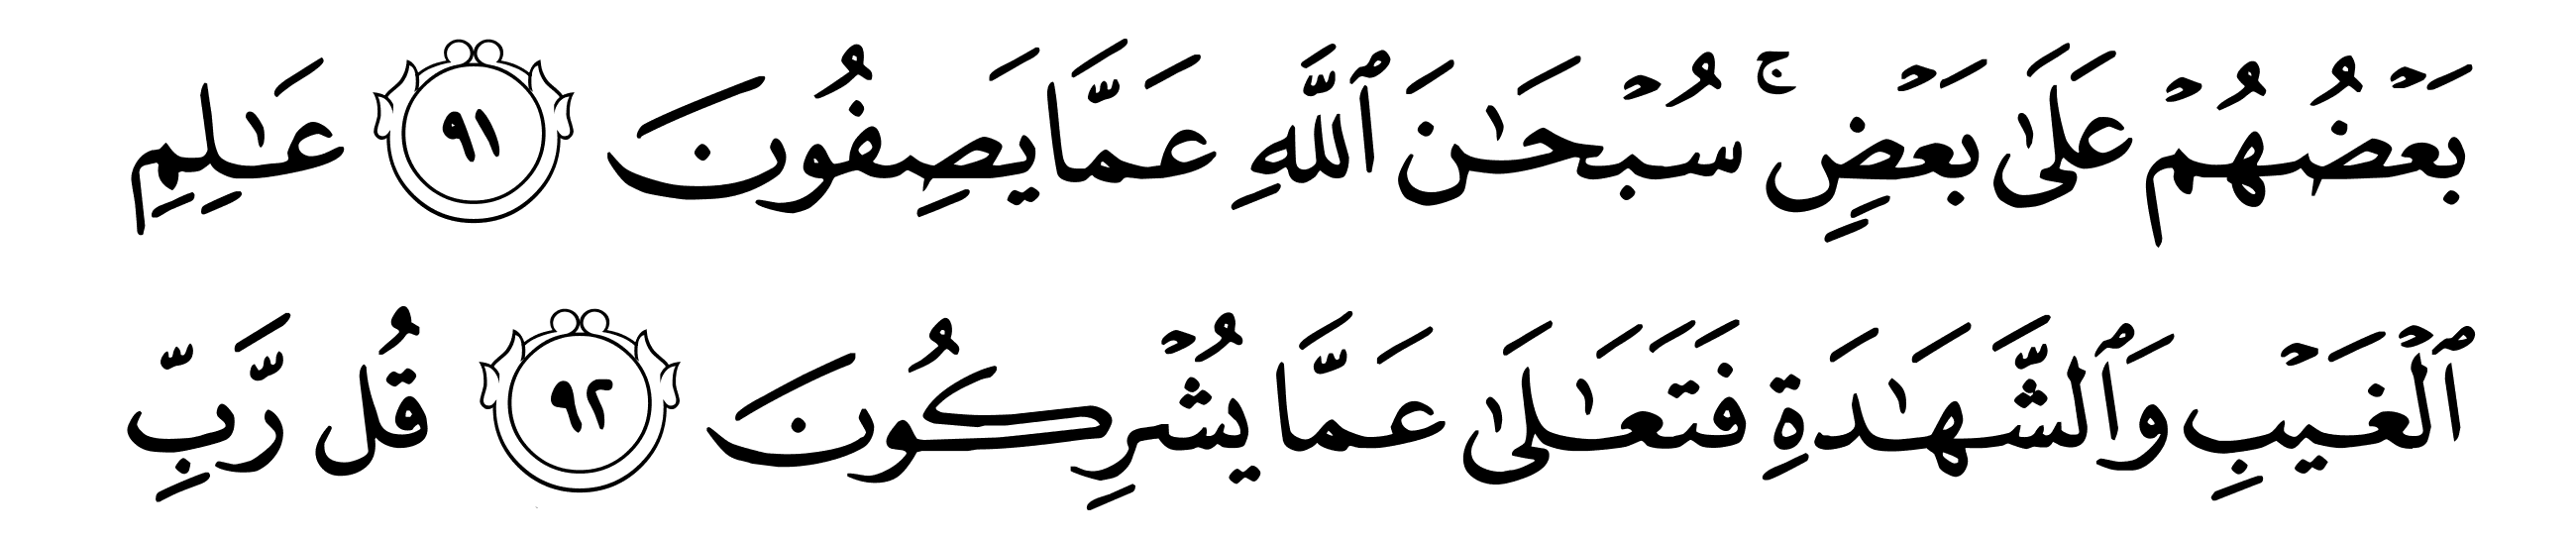 بَعۡضُهُمۡ عَلَىٰ بَعۡضٖۚ سُبۡحَٰنَ ٱللَّهِ عَمَّا يَصِفُونَ ٩١ عَٰلِمِ
ٱلۡغَيۡبِ وَٱلشَّهَٰدَةِ فَتَعَٰلَىٰ عَمَّا يُشۡرِكُونَ ٩٢ قُل رَّبِّ